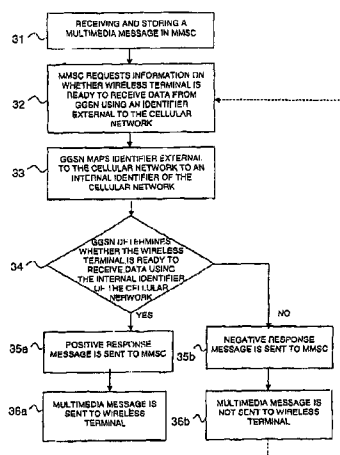 31
RECEIVING AND STORING A
MULTIMEDIA MESSAGE IN MMSC
32
MMSC REQUESTS INFORMATION ON
WHETHER WIRELESS TERMINAL IS
READY TO RECEIVE DATA FROM
GGSN USING AN IDENTIFIER
EXTERNAL TO THE CELLULAR
NETWORK
33
GGSN MAPS IDENTIFIER EXTERNAL
TO THE CELLULAR NETWORK TO AN
INTERNAL IDENTIFIER OF THE
CELLULAR NETWORK
34
GGSN DETERMINES
WHETHER THE WIRELESS
TERMINAL IS READY TO
RECEIVE DATA USING
THE INTERNAL IDENTIFIER
OF THE CELLULAR
NETWORK
YES
NO
35a
POSITIVE RESPONSE
MESSAGE IS SENT TO MMSC
35b
NEGATIVE RESPONSE
MESSAGE IS SENT TO MMSC
36a
MULTIMEDIA MESSAGE IS
SENT TO WIRELESS
TERMINAL
36b
MULTIMEDIA MESSAGE IS
NOT SENT TO WIRELESS
TERMINAL